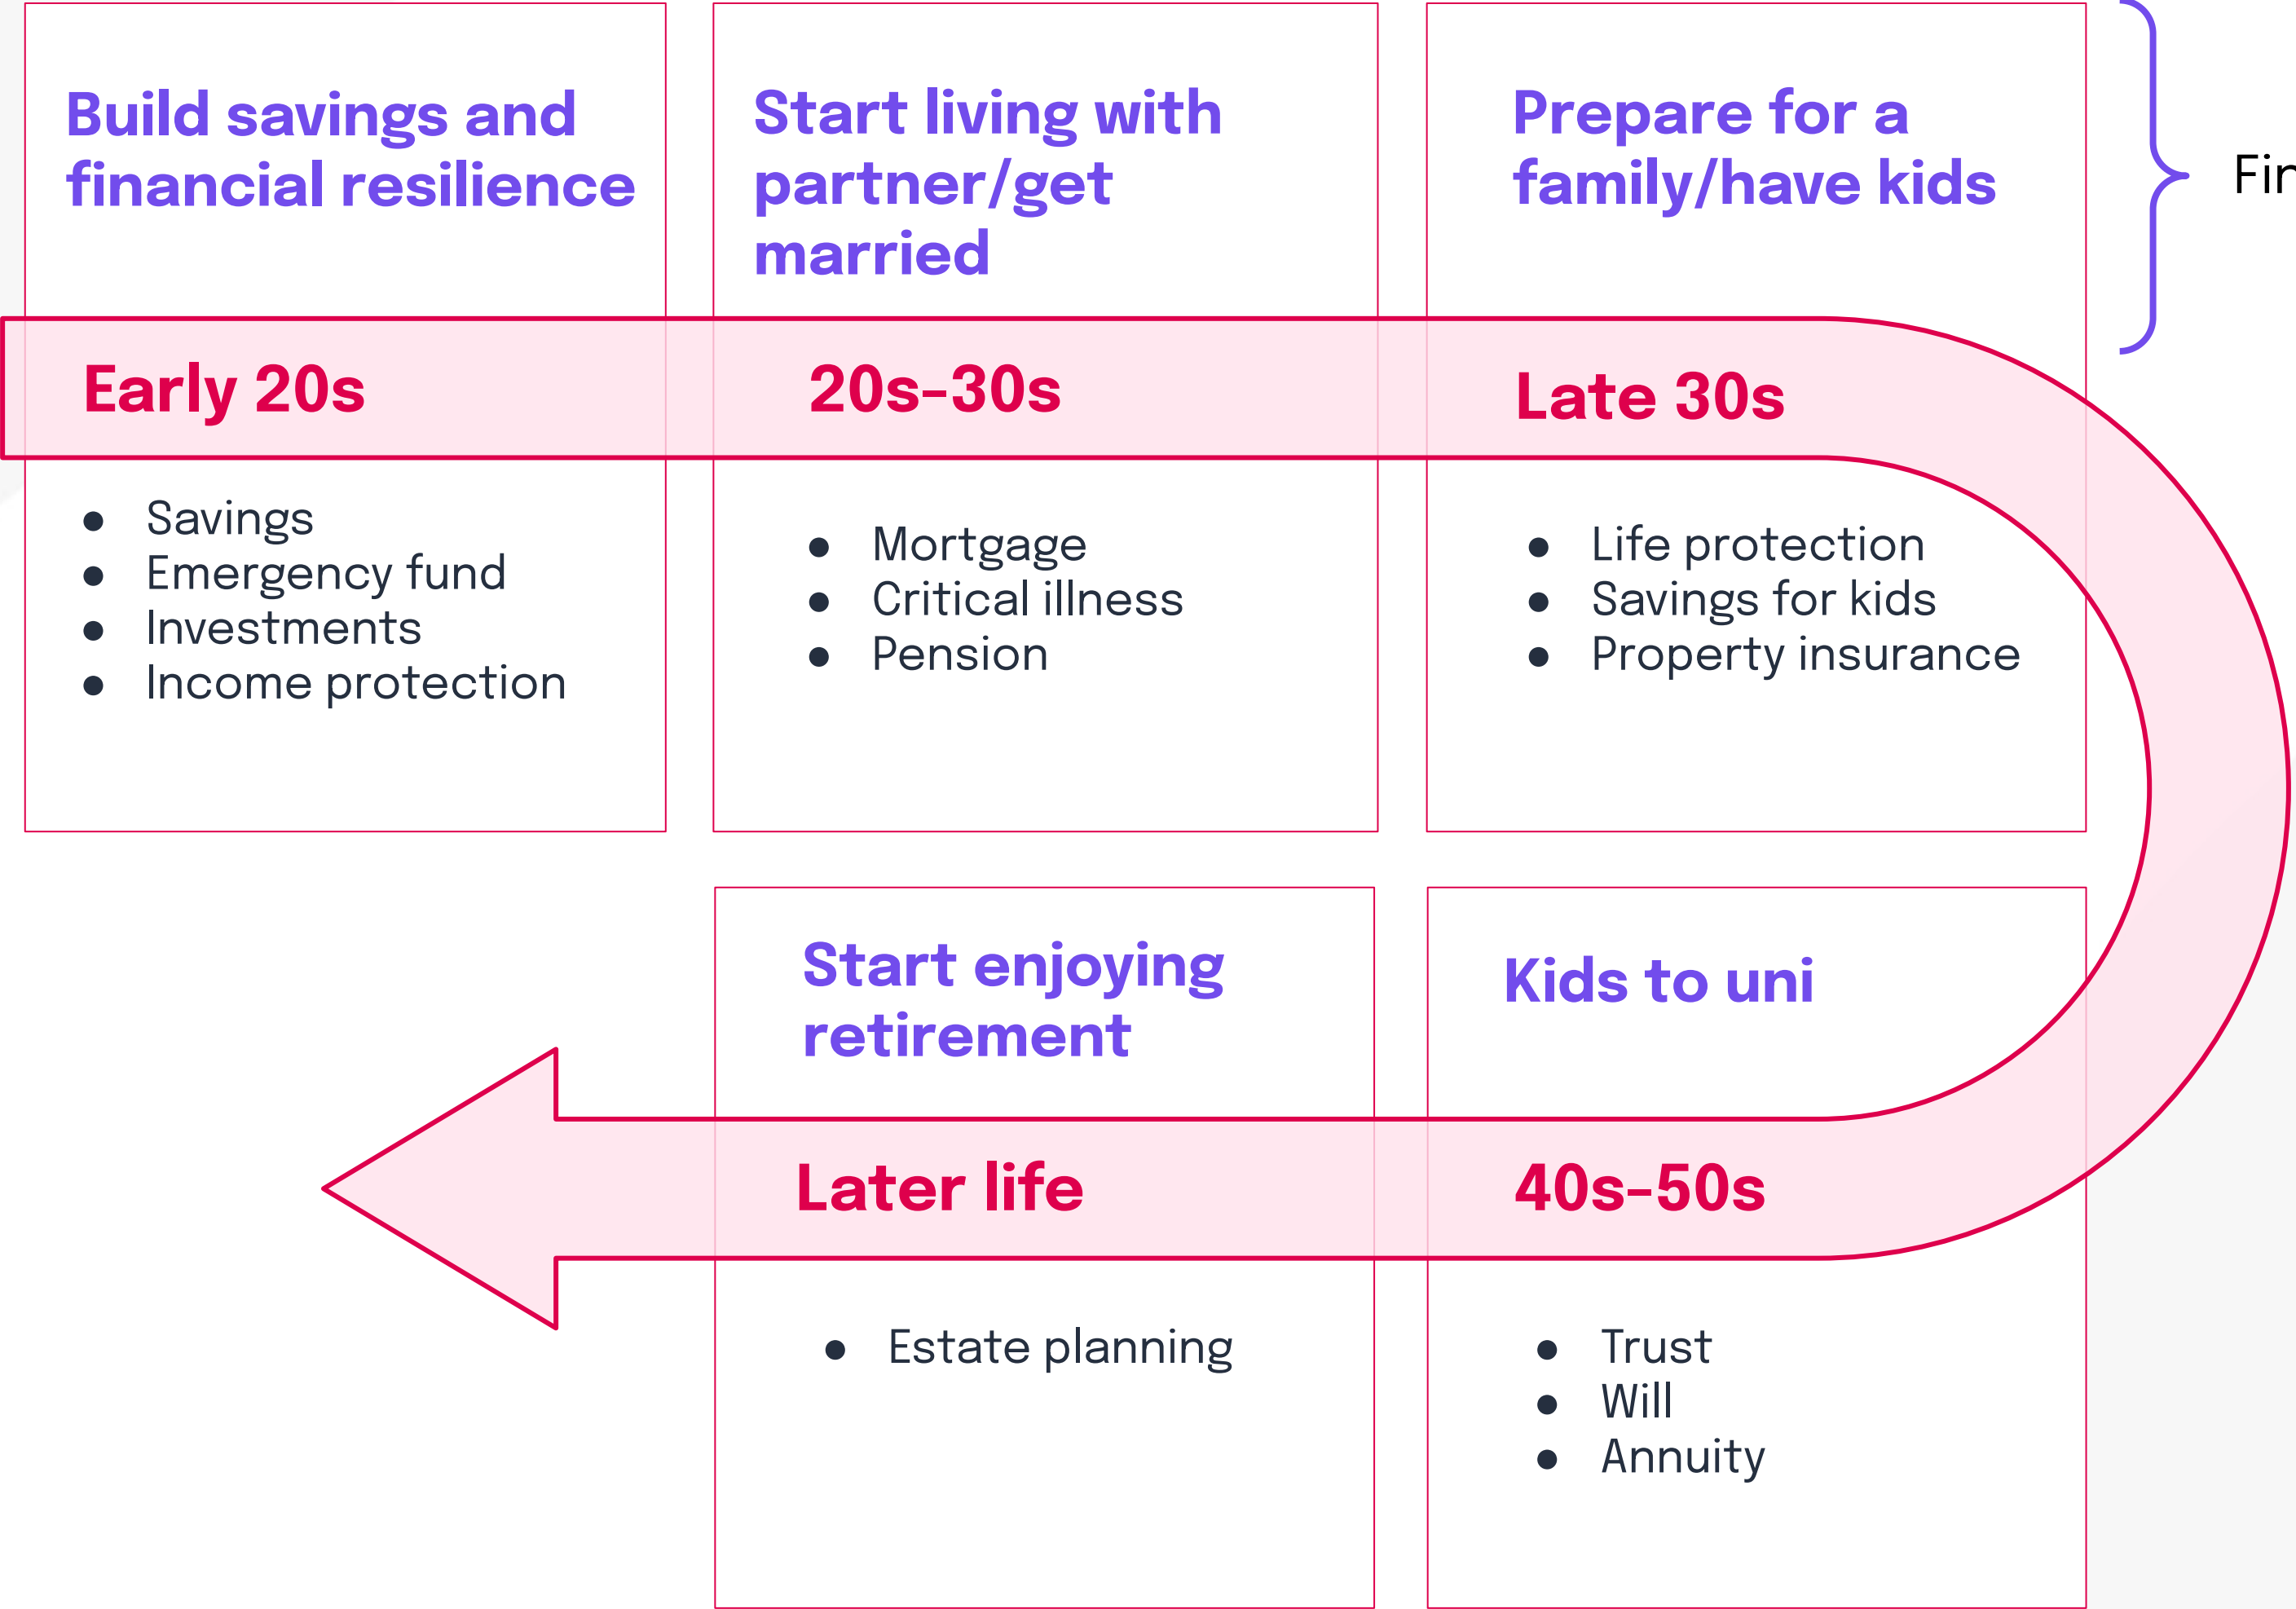 Build savings and
financial resilience
Start living with
partner/get
married
Prepare for a
family/have kids
Early 20s
20s–30s
Late 30s
● Savings
● Emergency fund
● Investments
● Income protection
● Mortgage
● Critical illness
● Pension
● Life protection
● Savings for kids
● Property insurance
Start enjoying
retirement
Kids to uni
Later life
40s–50s
● Estate planning
● Trust
● Will
● Annuity